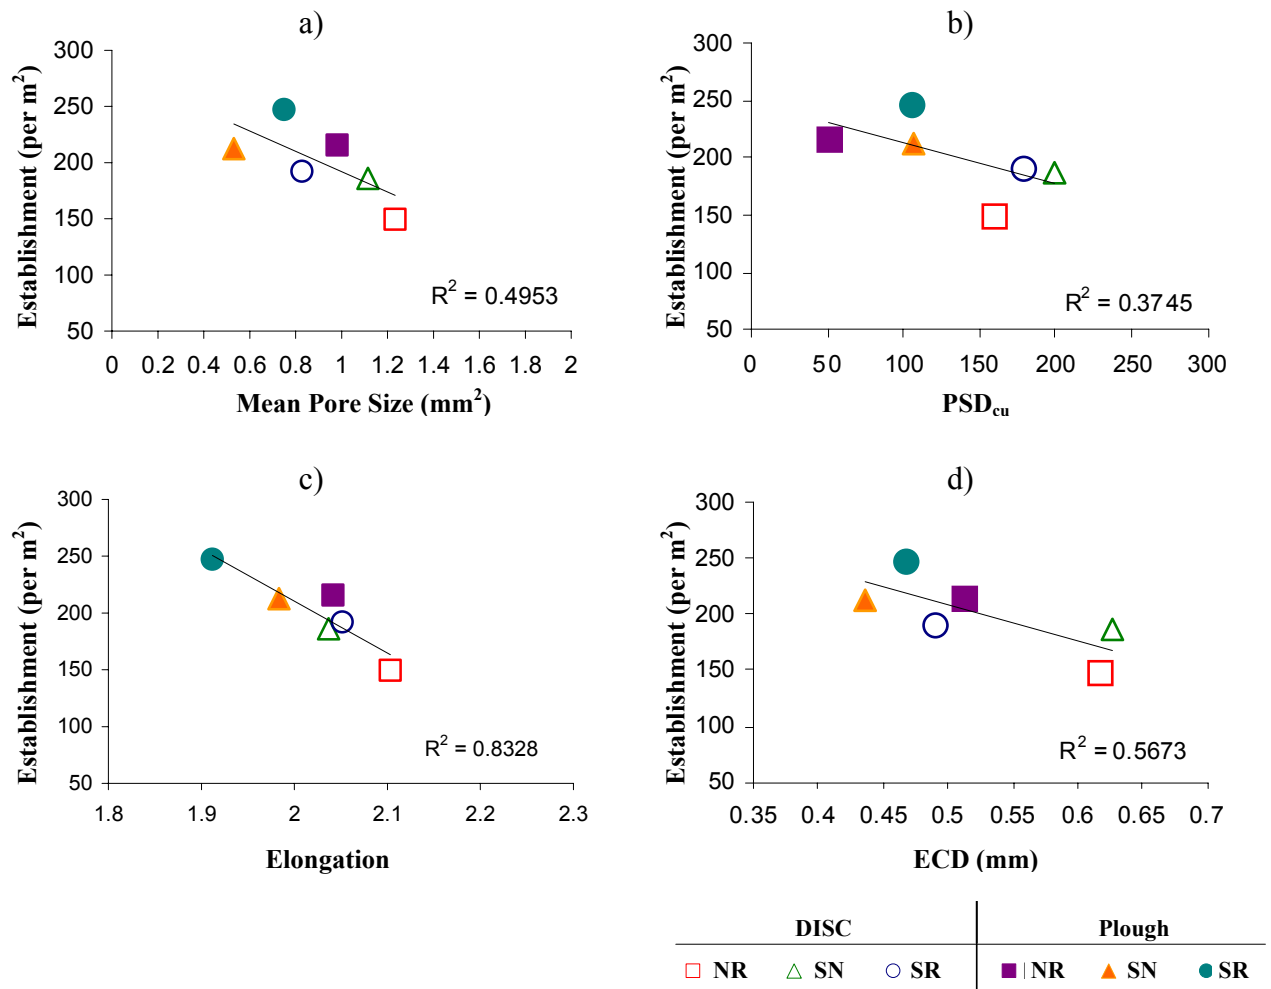 a)
300
250
200
150
100
50
Establishment (per m²)
0 0.2 0.4 0.6 0.8 1 1.2 1.4 1.6 1.8 2
Mean Pore Size (mm²)
R² = 0.4953
b)
300
250
200
150
100
50
Establishment (per m²)
0 50 100 150 200 250 300
PSDcu
R² = 0.3745
c)
300
250
200
150
100
50
Establishment (per m²)
1.8 1.9 2 2.1 2.2 2.3
Elongation
R² = 0.8328
d)
300
250
200
150
100
50
Establishment (per m²)
0.35 0.4 0.45 0.5 0.55 0.6 0.65 0.7
ECD (mm)
R² = 0.5673
DISC Plough
NR SN SR NR SN SR